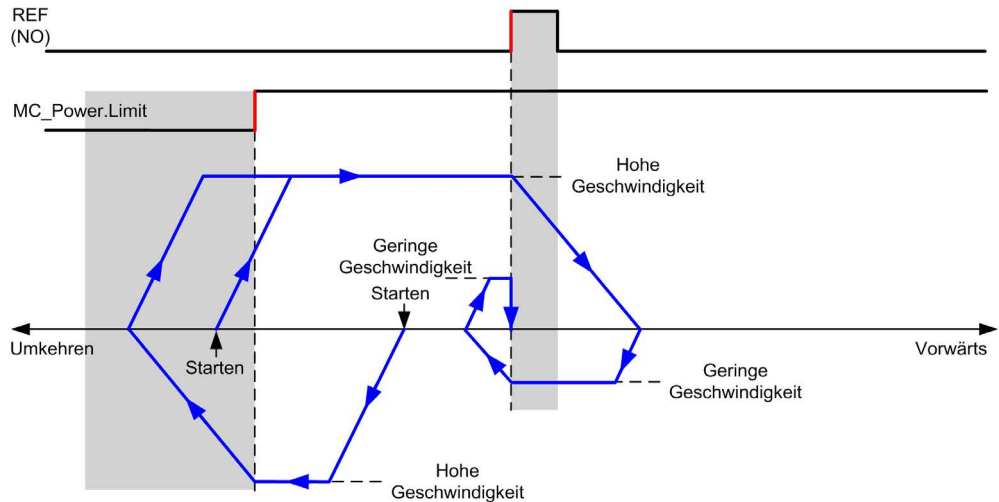 REF
(NO)
MC_Power.Limit
Hohe
Geschwindigkeit
Geringe
Geschwindigkeit
Starten
Umkehren
Vorwärts
Starten
Geringe
Geschwindigkeit
Hohe
Geschwindigkeit